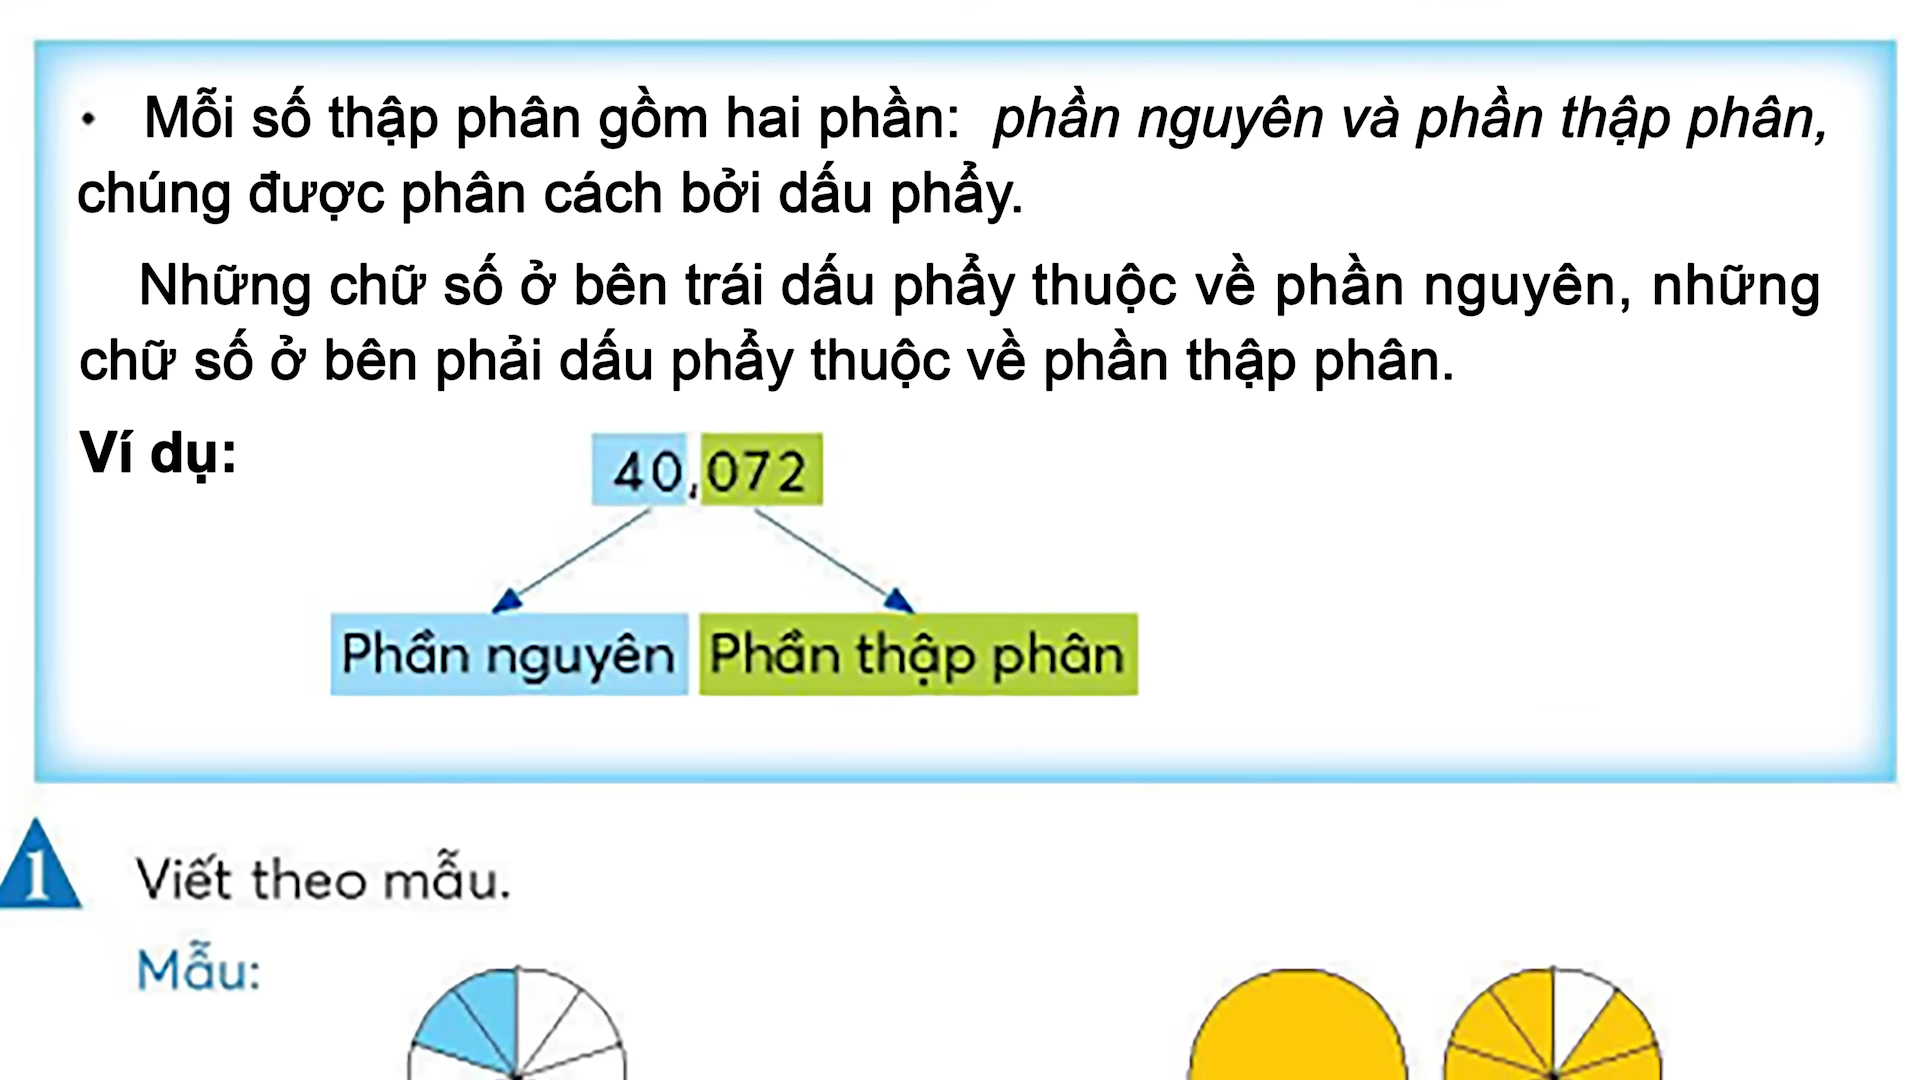 • Mỗi số thập phân gồm hai phần: phần nguyên và phần thập phân,
chúng được phân cách bởi dấu phẩy.
Những chữ số ở bên trái dấu phẩy thuộc về phần nguyên, những
chữ số ở bên phải dấu phẩy thuộc về phần thập phân.
Ví dụ:
40,072
Phần nguyên Phần thập phân
1 Viết theo mẫu.
Mẫu: